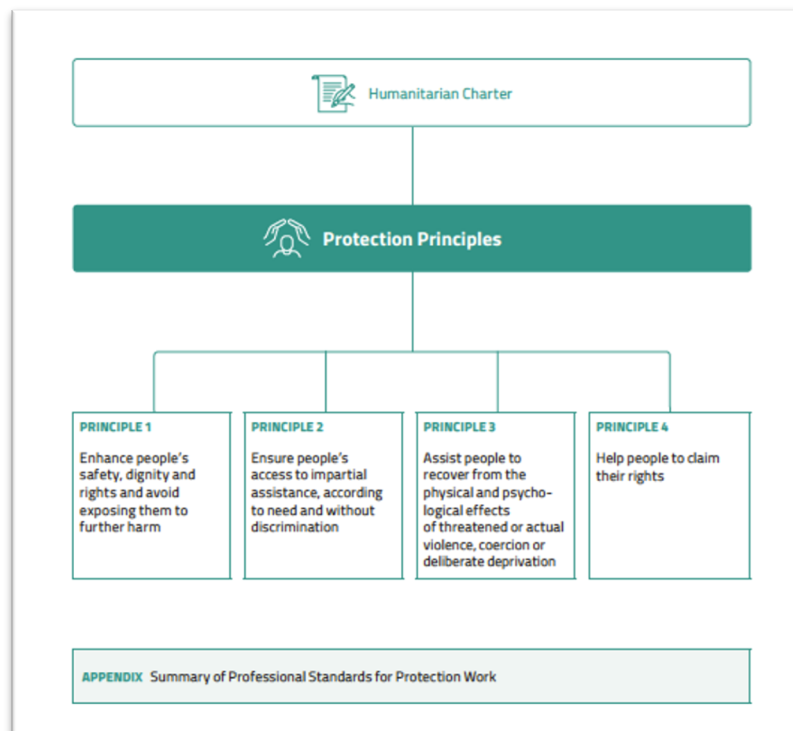 Humanitarian Charter
Protection Principles
PRINCIPLE 1
Enhance people's
safety, dignity and
rights and avoid
exposing them to
further harm
PRINCIPLE 2
Ensure people's
access to impartial
assistance, according
to need and without
discrimination
PRINCIPLE 3
Assist people to
recover from the
physical and psycho-
logical effects
of threatened or actual
violence, coercion or
deliberate deprivation
PRINCIPLE 4
Help people to claim
their rights
APPENDIX Summary of Professional Standards for Protection Work